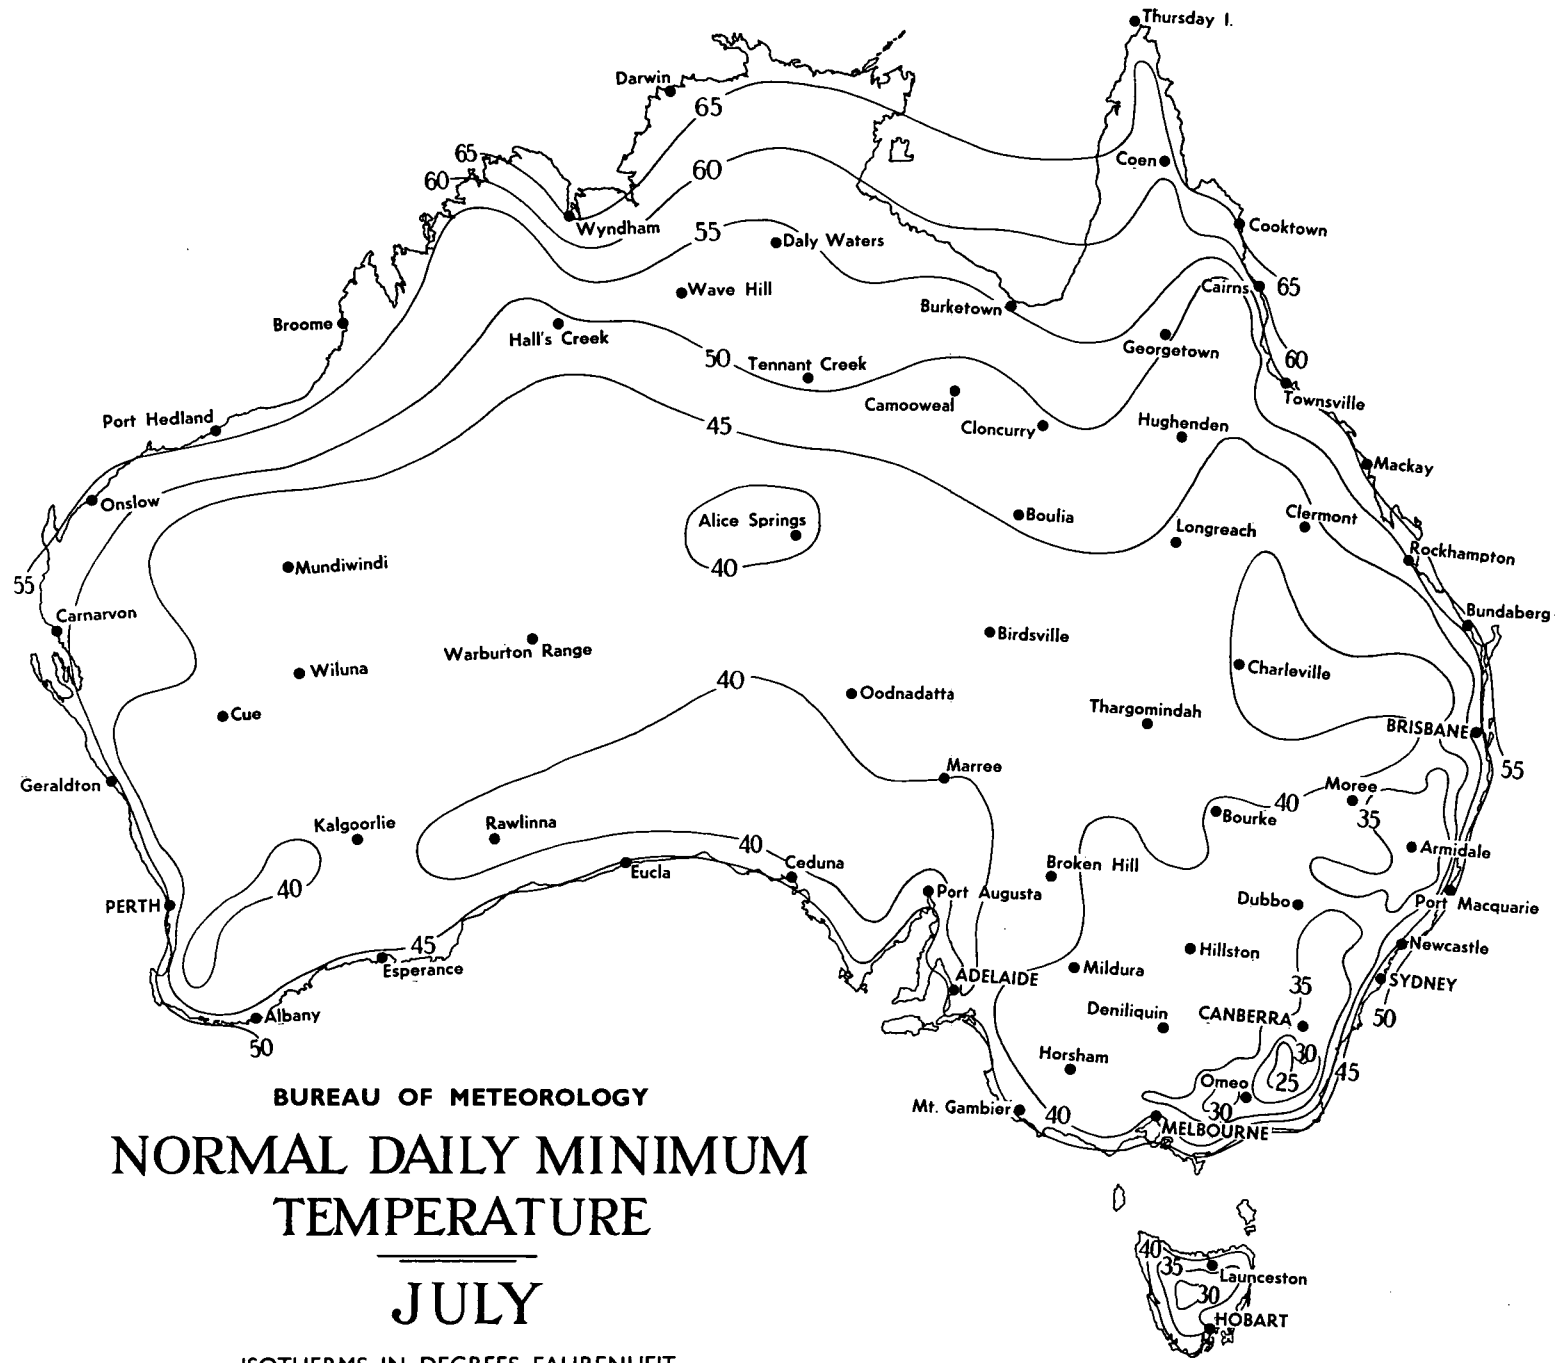 Thursday I.
Darwin
65
65
Coen
60
60
Wyndham
Cooktown
55
Daly Waters
Cairns
65
Wave Hill
Burketown
Broome
Hall's Creek
Georgetown
50
Tennant Creek
60
Camooweal
Townsville
Port Hedland
45
Cloncurry
Hughenden
Mackay
Onslow
Alice Springs
Boulia
Longreach
Clermont
40
Rockhampton
Mundiwindi
55
Carnarvon
Bundaberg
Warburton Range
Birdsville
Wiluna
Charleville
40
Oodnadatta
Cue
Thargomindah
BRISBANE
Marree
55
Geraldton
Moree
40
Kalgoorlie
Rawlinna
Bourke
35
40
Armidale
Ceduna
Broken Hill
Eucla
40
Port Augusta
PERTH
Dubbo
Port Macquarie
45
Hillston
Newcastle
Esperance
Mildura
ADELAIDE
35
SYDNEY
Albany
Deniliquin
CANBERRA
50
50
Horsham
30
45
Omeo
25
Mt. Gambier
40
30
MELBOURNE
BUREAU OF METEOROLOGY
NORMAL DAILY MINIMUM
TEMPERATURE
JULY
ISOTHERMS IN DEGREES FAHRENHEIT
40
35
Launceston
30
HOBART